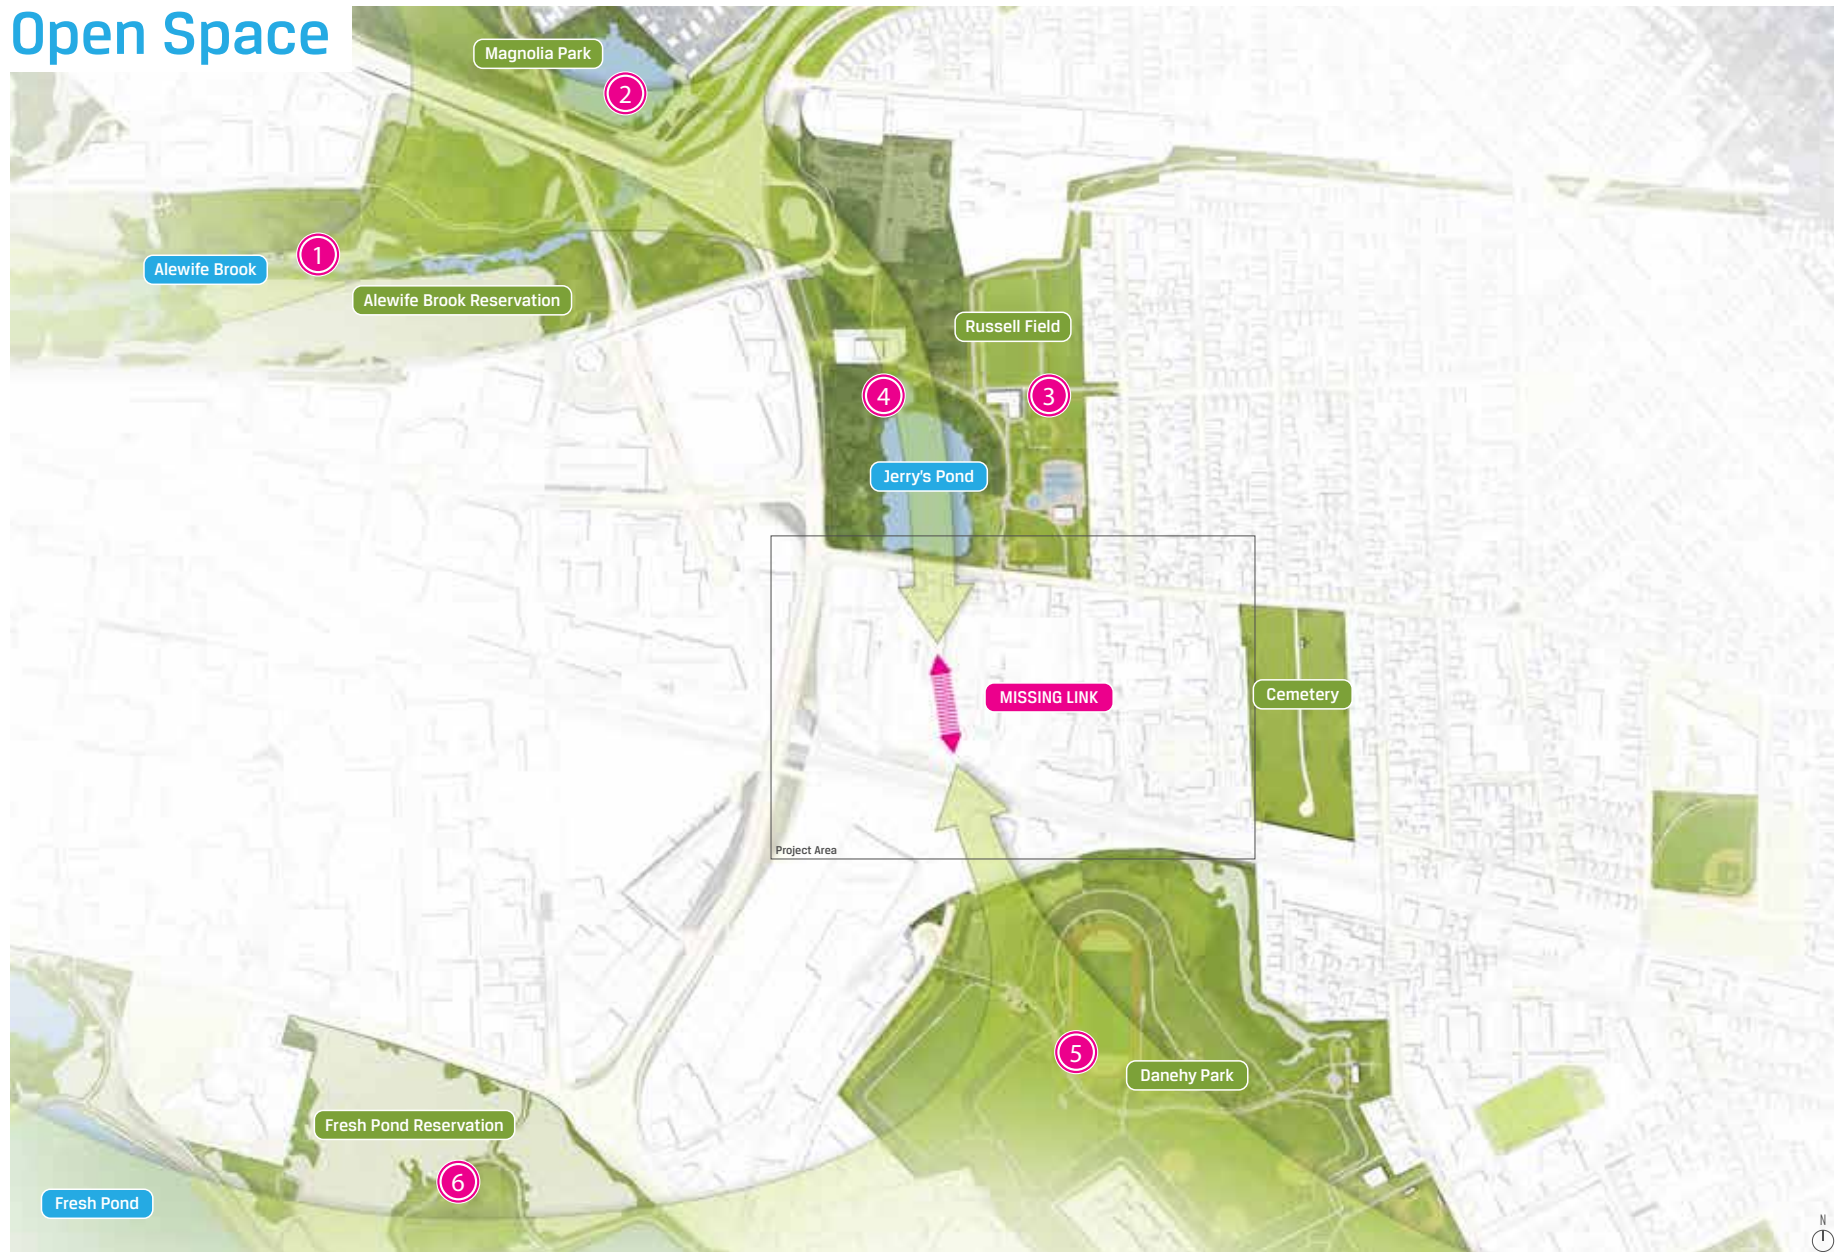 Open Space
Magnolia Park
2
1
Alewife Brook
Alewife Brook Reservation
Russell Field
4
3
Jerry's Pond
MISSING LINK
Cemetery
Project Area
5
Danehy Park
Fresh Pond Reservation
6
Fresh Pond
N